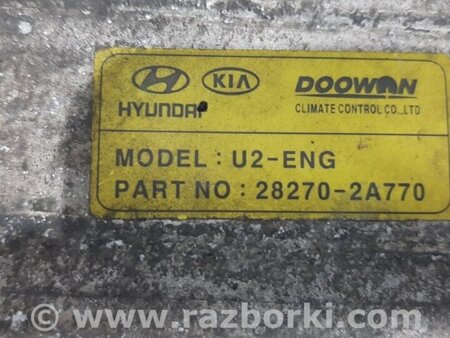 KIA
DOOWON
HYUNDAI
CLIMATE CONTROL CO.,LTD
MODEL : U2-ENG
PART NO : 28270-2A770
www.razborki.com